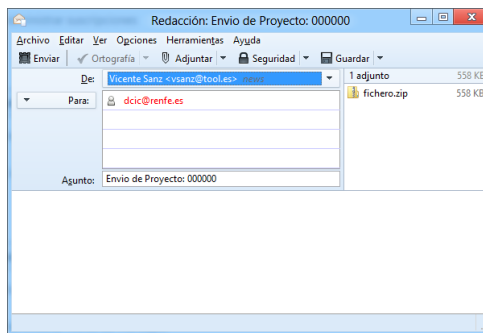 Redacción: Envio de Proyecto: 000000
Archivo Editar Ver Opciones Herramientas Ayuda
Enviar Ortografía Adjuntar Seguridad Guardar
De: Vicente Sanz <vsanz@tool.es> news
1 adjunto 558 KB
Para: dcic@renfe.es
fichero.zip 558 KB
Asunto: Envio de Proyecto: 000000